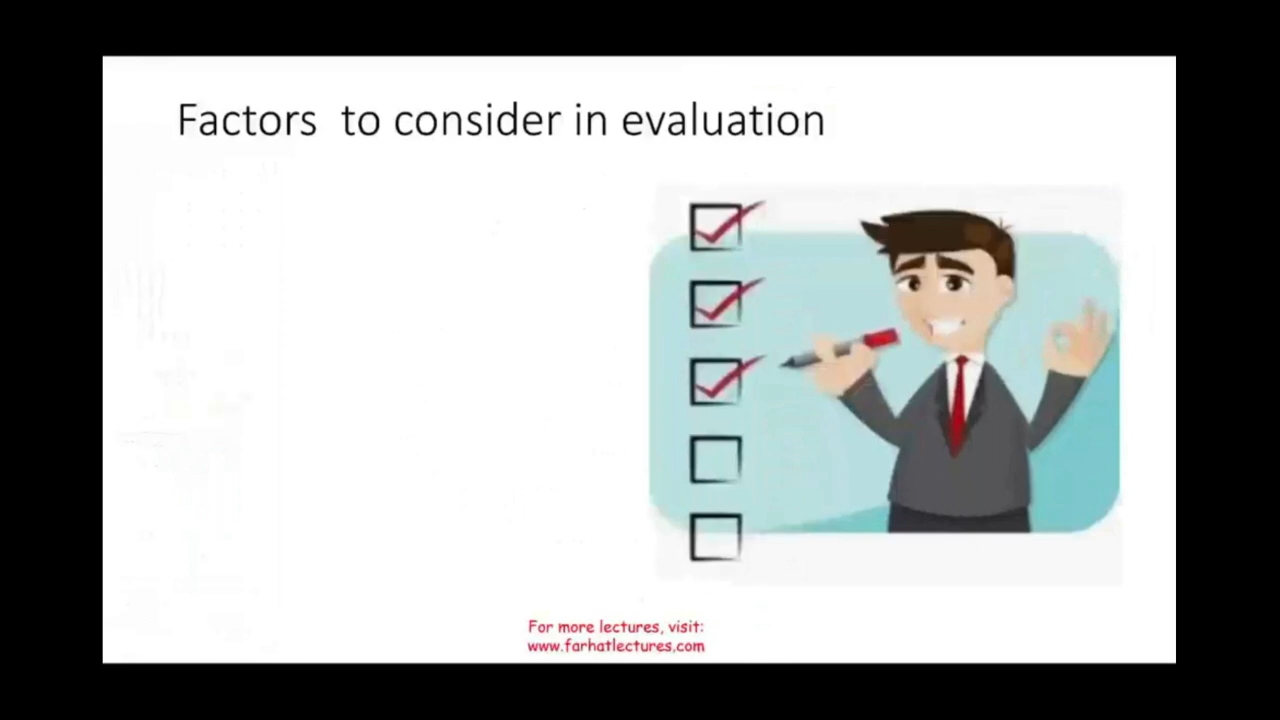 Factors to consider in evaluation
For more lectures, visit:
www.farhatlectures.com